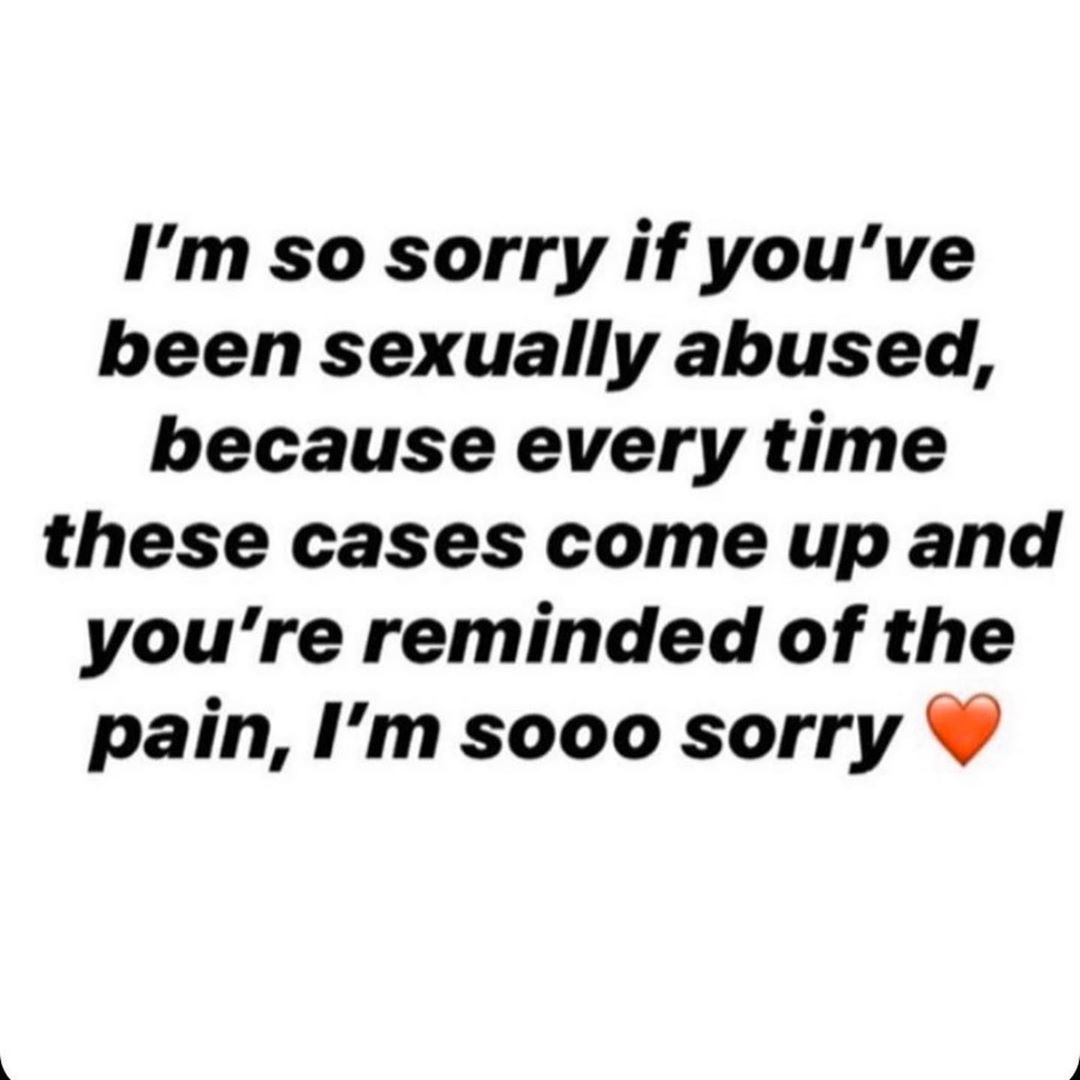 I’m so sorry if you’ve
been sexually abused,
because every time
these cases come up and
you’re reminded of the
pain, I’m sooo sorry ❤️